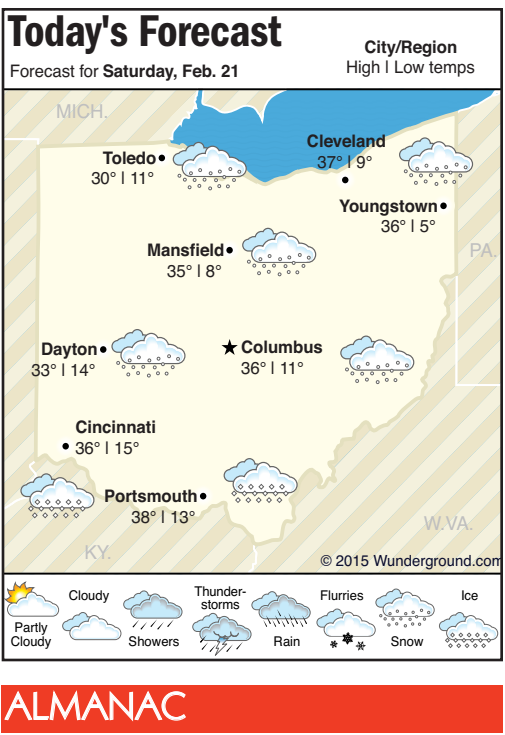 Today's Forecast
Forecast for Saturday, Feb. 21
City/Region
High | Low temps
MICH.
Cleveland
37° | 9°
Toledo
30° | 11°
Youngstown
36° | 5°
Mansfield
35° | 8°
PA.
Dayton
33° | 14°
Columbus
36° | 11°
Cincinnati
36° | 15°
Portsmouth
38° | 13°
W.VA.
KY.
© 2015 Wunderground.com
Partly
Cloudy
Cloudy
Showers
Thunder-
storms
Rain
Flurries
Snow
Ice
ALMANAC